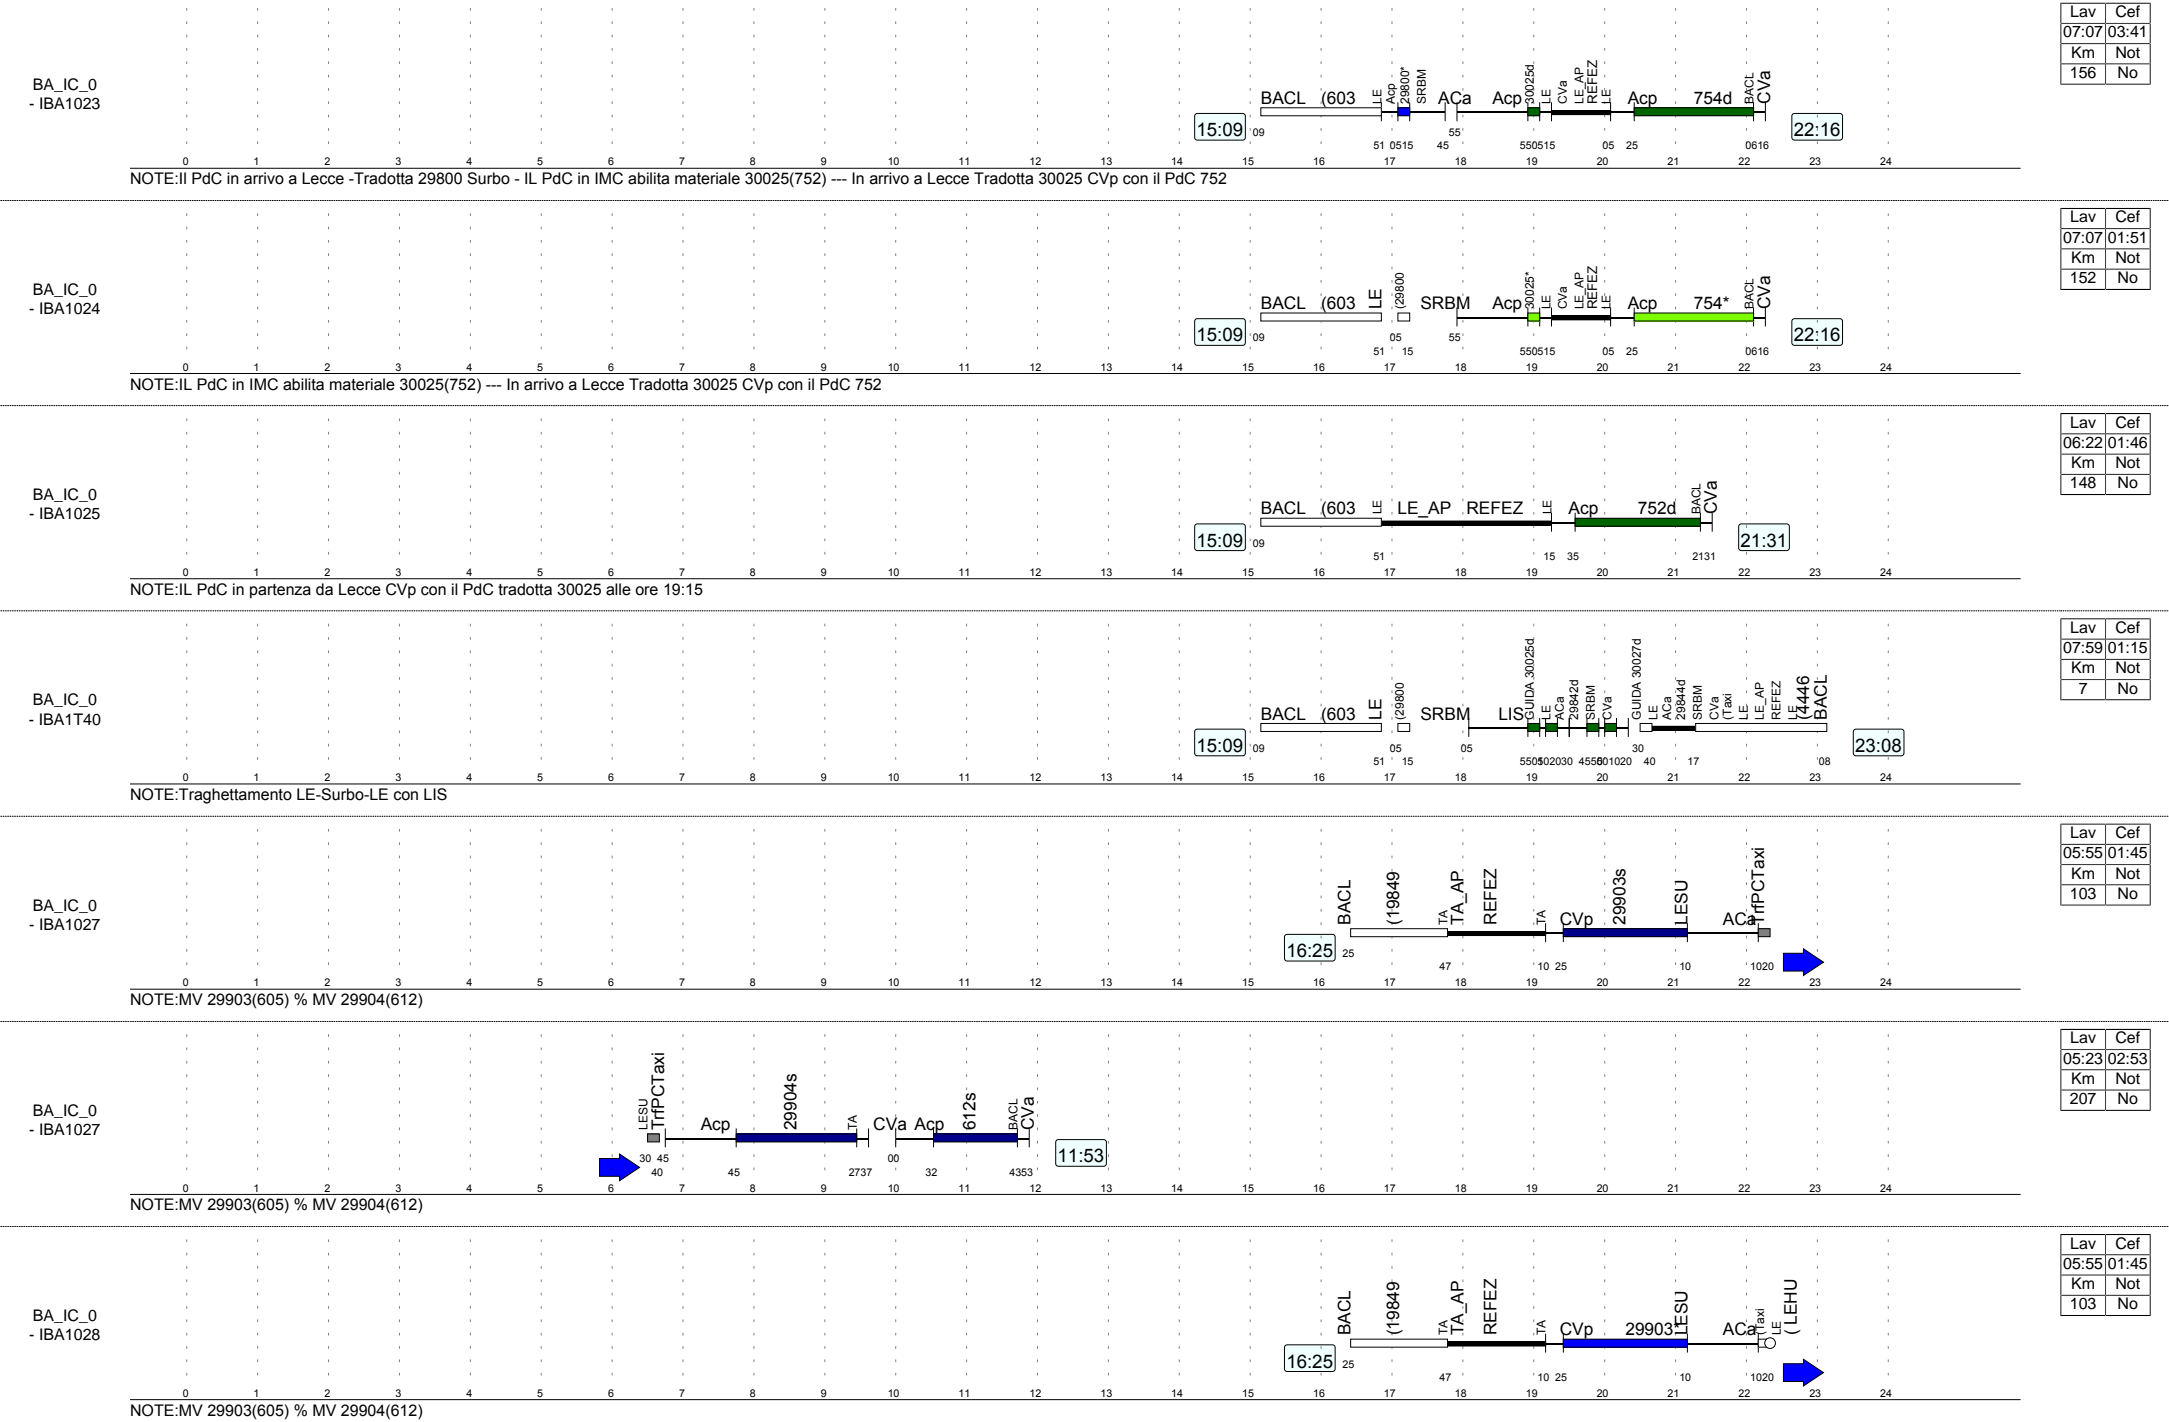 Lav Cef
07:07 03:41
Km Not
156 No
BA_IC_0
- IBA1023
BACL (603 LE Acp 29800* SRBM ACa Acp 30025d LE CVa LE_AP REFEZ LE Acp 754d BACL CVa
15:09 09 55 22:16
51 0515 45 550515 05 25 0616
0 1 2 3 4 5 6 7 8 9 10 11 12 13 14 15 16 17 18 19 20 21 22 23 24
NOTE:Il PdC in arrivo a Lecce -Tradotta 29800 Surbo - IL PdC in IMC abilita materiale 30025(752) --- In arrivo a Lecce Tradotta 30025 CVp con il PdC 752
Lav Cef
07:07 01:51
Km Not
152 No
BA_IC_0
- IBA1024
BACL (603 LE (29800 SRBM Acp 30025* LE CVa LE_AP REFEZ LE Acp 754* BACL CVa
15:09 09 05 55 22:16
51 15 550515 05 25 0616
0 1 2 3 4 5 6 7 8 9 10 11 12 13 14 15 16 17 18 19 20 21 22 23 24
NOTE:IL PdC in IMC abilita materiale 30025(752) --- In arrivo a Lecce Tradotta 30025 CVp con il PdC 752
Lav Cef
06:22 01:46
Km Not
148 No
BA_IC_0
- IBA1025
BACL (603 LE LE_AP REFEZ LE Acp 752d BACL CVa
15:09 09 21:31
51 15 35 2131
0 1 2 3 4 5 6 7 8 9 10 11 12 13 14 15 16 17 18 19 20 21 22 23 24
NOTE:IL PdC in partenza da Lecce CVp con il PdC tradotta 30025 alle ore 19:15
Lav Cef
07:59 01:15
Km Not
7 No
BA_IC_0
- IBA1T40
BACL (603 LE (29800 SRBM LIS GUIDA 30025d LE ACa 29842d SRBM CVa GUIDA 30027d LE ACa 29844d SRBM CVa (Taxi LE LE_AP REFEZ LE (4446 BACL
15:09 09 05 05 30 23:08
51 15 40 17 08
0 1 2 3 4 5 6 7 8 9 10 11 12 13 14 15 16 17 18 19 20 21 22 23 24
NOTE:Traghettamento LE-Surbo-LE con LIS
Lav Cef
05:55 01:45
Km Not
103 No
BA_IC_0
- IBA1027
BACL (19849 TA TA_AP REFEZ TA CVp 29903s LESU ACa TrfPCTaxi
16:25 25
47 10 25 10 1020
0 1 2 3 4 5 6 7 8 9 10 11 12 13 14 15 16 17 18 19 20 21 22 23 24
NOTE:MV 29903(605) % MV 29904(612)
Lav Cef
05:23 02:53
Km Not
207 No
BA_IC_0
- IBA1027
LESU TrfPCTaxi Acp 29904s TA CVa Acp 612s BACL CVa
30 45 00 11:53
40 45 2737 32 4353
0 1 2 3 4 5 6 7 8 9 10 11 12 13 14 15 16 17 18 19 20 21 22 23 24
NOTE:MV 29903(605) % MV 29904(612)
Lav Cef
05:55 01:45
Km Not
103 No
BA_IC_0
- IBA1028
BACL (19849 TA TA_AP REFEZ TA CVp 29903* LESU ACa (Taxi LE ( LEHU
16:25 25
47 10 25 10 1020
0 1 2 3 4 5 6 7 8 9 10 11 12 13 14 15 16 17 18 19 20 21 22 23 24
NOTE:MV 29903(605) % MV 29904(612)